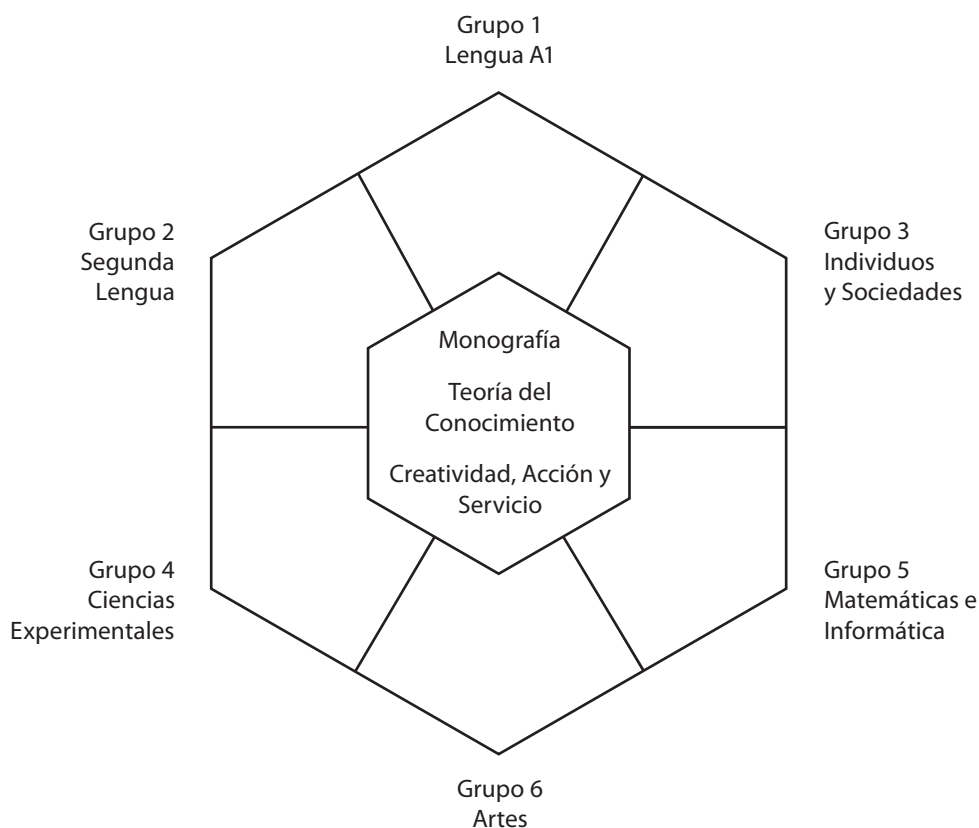 Grupo 1
Lengua A1
Grupo 2
Segunda
Lengua
Grupo 3
Individuos
y Sociedades
Monografía
Teoría del
Conocimiento
Creatividad, Acción y
Servicio
Grupo 4
Ciencias
Experimentales
Grupo 5
Matemáticas e
Informática
Grupo 6
Artes